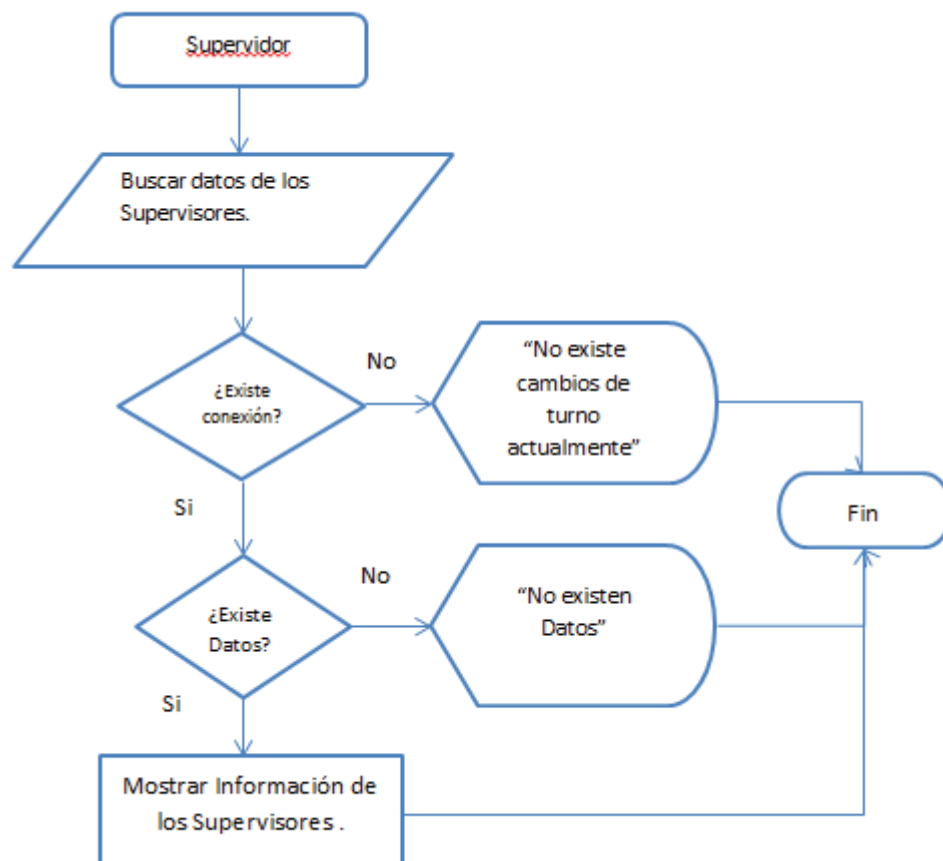 Supervidor
Buscar datos de los
Supervisores.
¿Existe
conexión?
No
“No existe
cambios de
turno
actualmente”
Fin
Si
¿Existe
Datos?
No
“No existen
Datos”
Si
Mostrar Información de
los Supervisores .